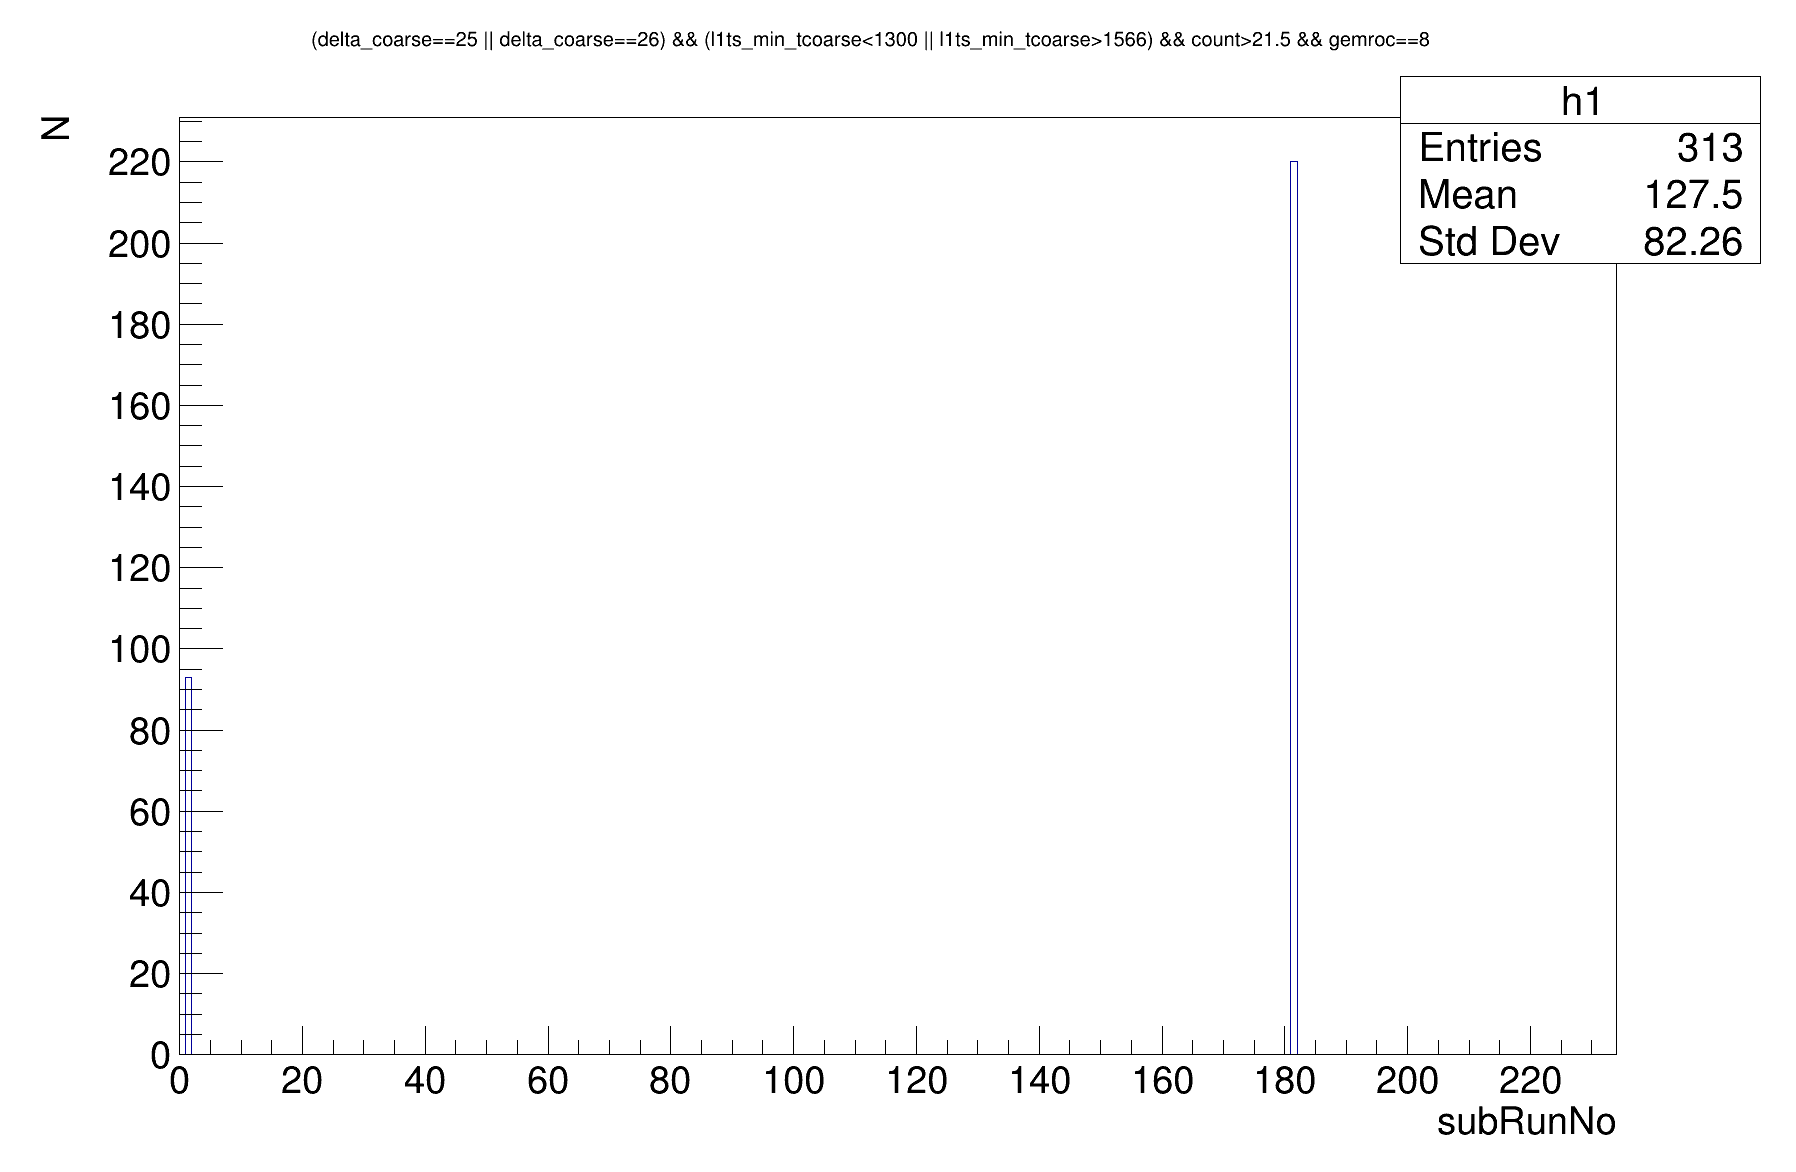 (delta_coarse==25 || delta_coarse==26) && (l1ts_min_tcoarse<1300 || l1ts_min_tcoarse>1566) && count>21.5 && gemroc==8
h1
Entries 313
Mean 127.5
Std Dev 82.26
N
220
200
180
160
140
120
100
80
60
40
20
0
0 20 40 60 80 100 120 140 160 180 200 220
subRunNo